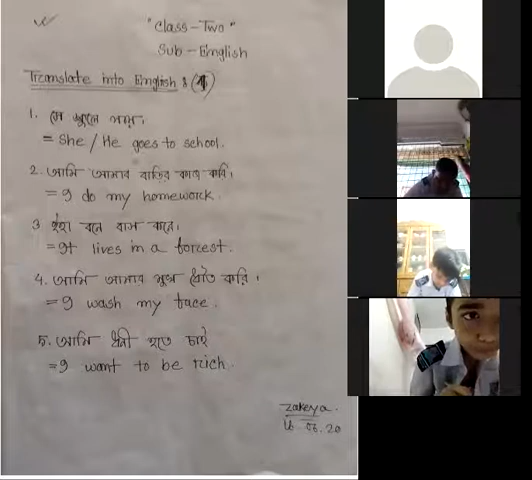 "Class-Two"
Sub-English
Translate into English :
1. সে স্কুলে যায়।
= She / He goes to school.
2. আমি আমার বাড়ির কাজ করি।
= I do my homework.
3 ইহা বনে বাস করে।
= It lives in a forest.
4. আমি আমার মুখ ধৌত করি।
= I wash my face.
৫. আমি ধনী হতে চাই
= I want to be rich.
Zakeya.